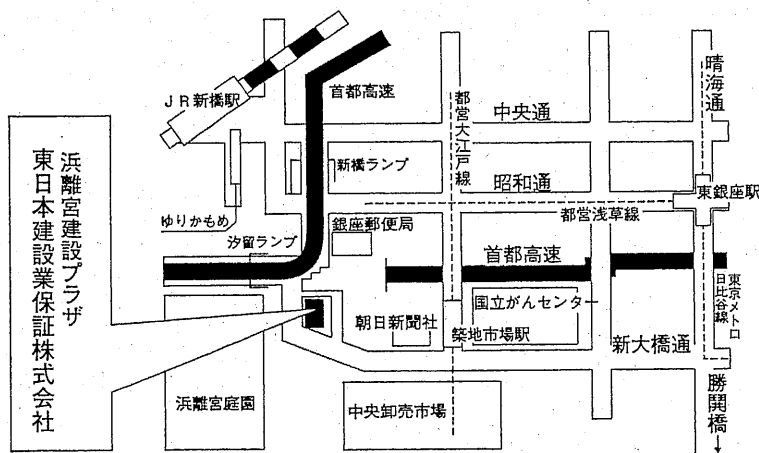 浜離宮建設プラザ
東日本建設業保証株式会社
JR新橋駅
首都高速
都営大江戸線
中央通
晴海通
新橋ランプ
昭和通
東銀座駅
ゆりかもめ
都営浅草線
汐留ランプ
銀座郵便局
首都高速
東京メトロ
日比谷線
国立がんセンター
朝日新聞社
築地市場駅
新大橋通
浜離宮庭園
中央卸売市場
勝鬨橋